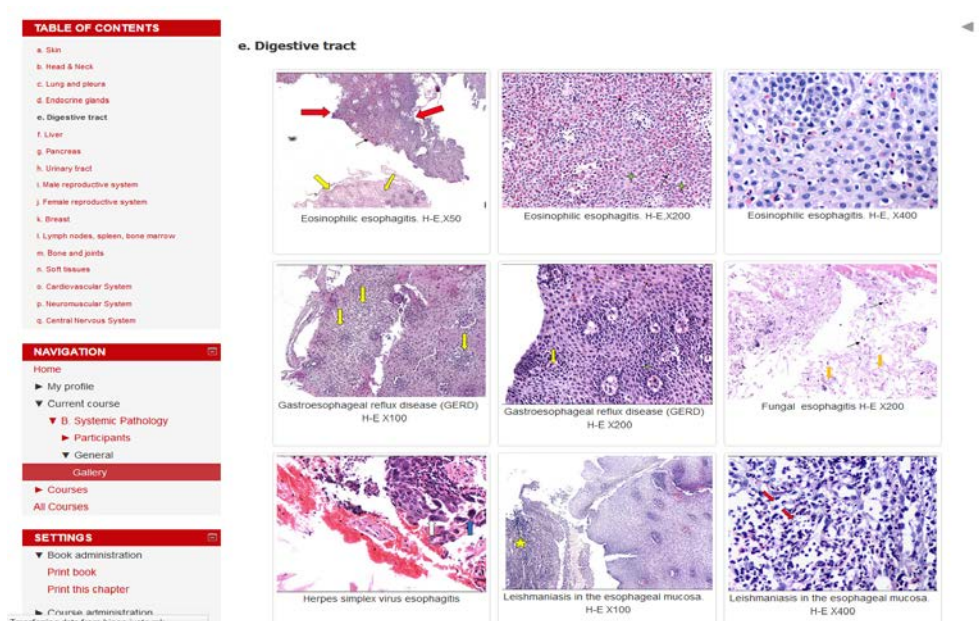 TABLE OF CONTENTS
a. Skin
b. Head & Neck
c. Lung and pleura
d. Endocrine glands
e. Digestive tract
f. Liver
g. Pancreas
h. Urinary tract
i. Male reproductive system
j. Female reproductive system
k. Breast
l. Lymph nodes, spleen, bone marrow
m. Bone and joints
n. Soft tissues
o. Cardiovascular System
p. Neuromuscular System
q. Central Nervous System
NAVIGATION
Home
My profile
Current course
B. Systemic Pathology
Participants
General
Gallery
Courses
All Courses
SETTINGS
Book administration
Print book
Print this chapter
Course administration
e. Digestive tract
Eosinophilic esophagitis. H-E,X50
Eosinophilic esophagitis. H-E,X200
Eosinophilic esophagitis. H-E, X400
Gastroesophageal reflux disease (GERD)
H-E X100
Gastroesophageal reflux disease (GERD)
H-E X200
Fungal esophagitis H-E X200
Herpes simplex virus esophagitis
Leishmaniasis in the esophageal mucosa.
H-E X100
Leishmaniasis in the esophageal mucosa.
H-E X400